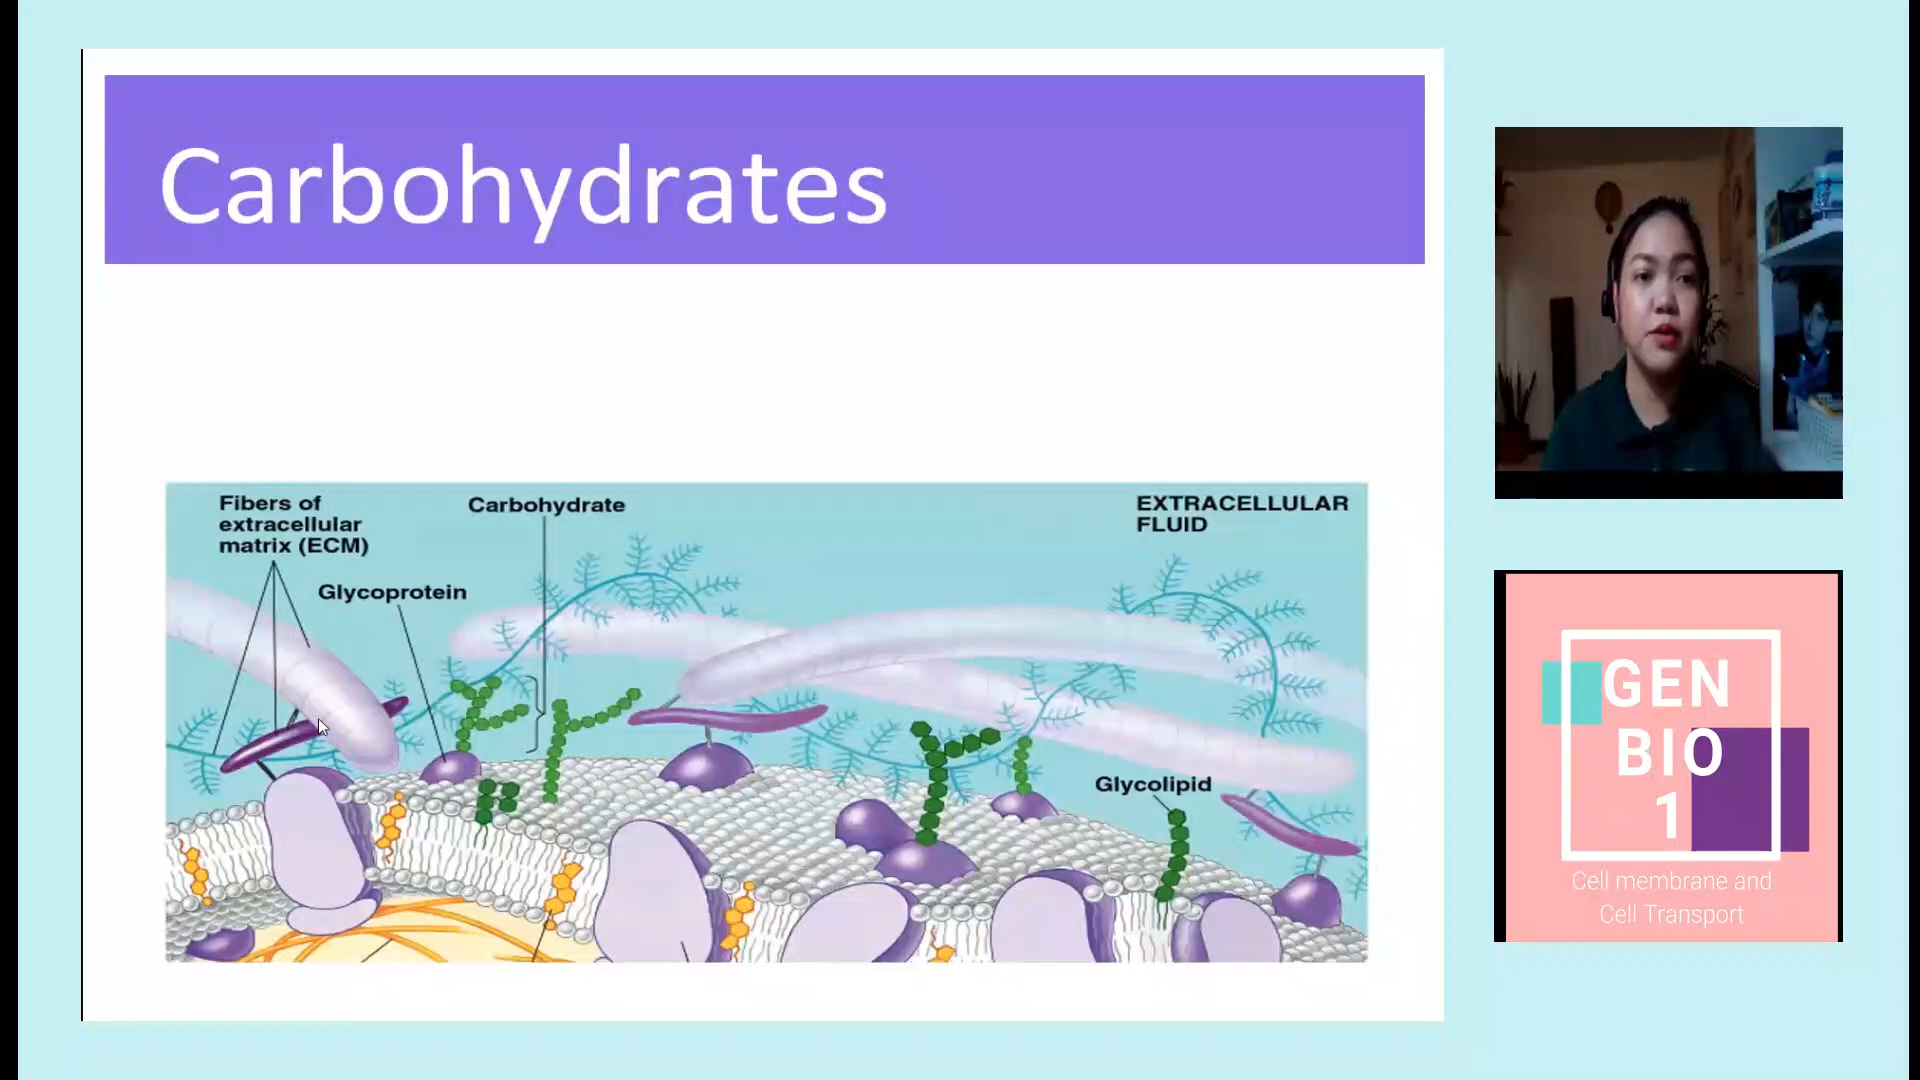 Carbohydrates
Fibers of
extracellular
matrix (ECM)
Carbohydrate
EXTRACELLULAR
FLUID
Glycoprotein
Glycolipid
GEN
BIO
1
Cell membrane and
Cell Transport